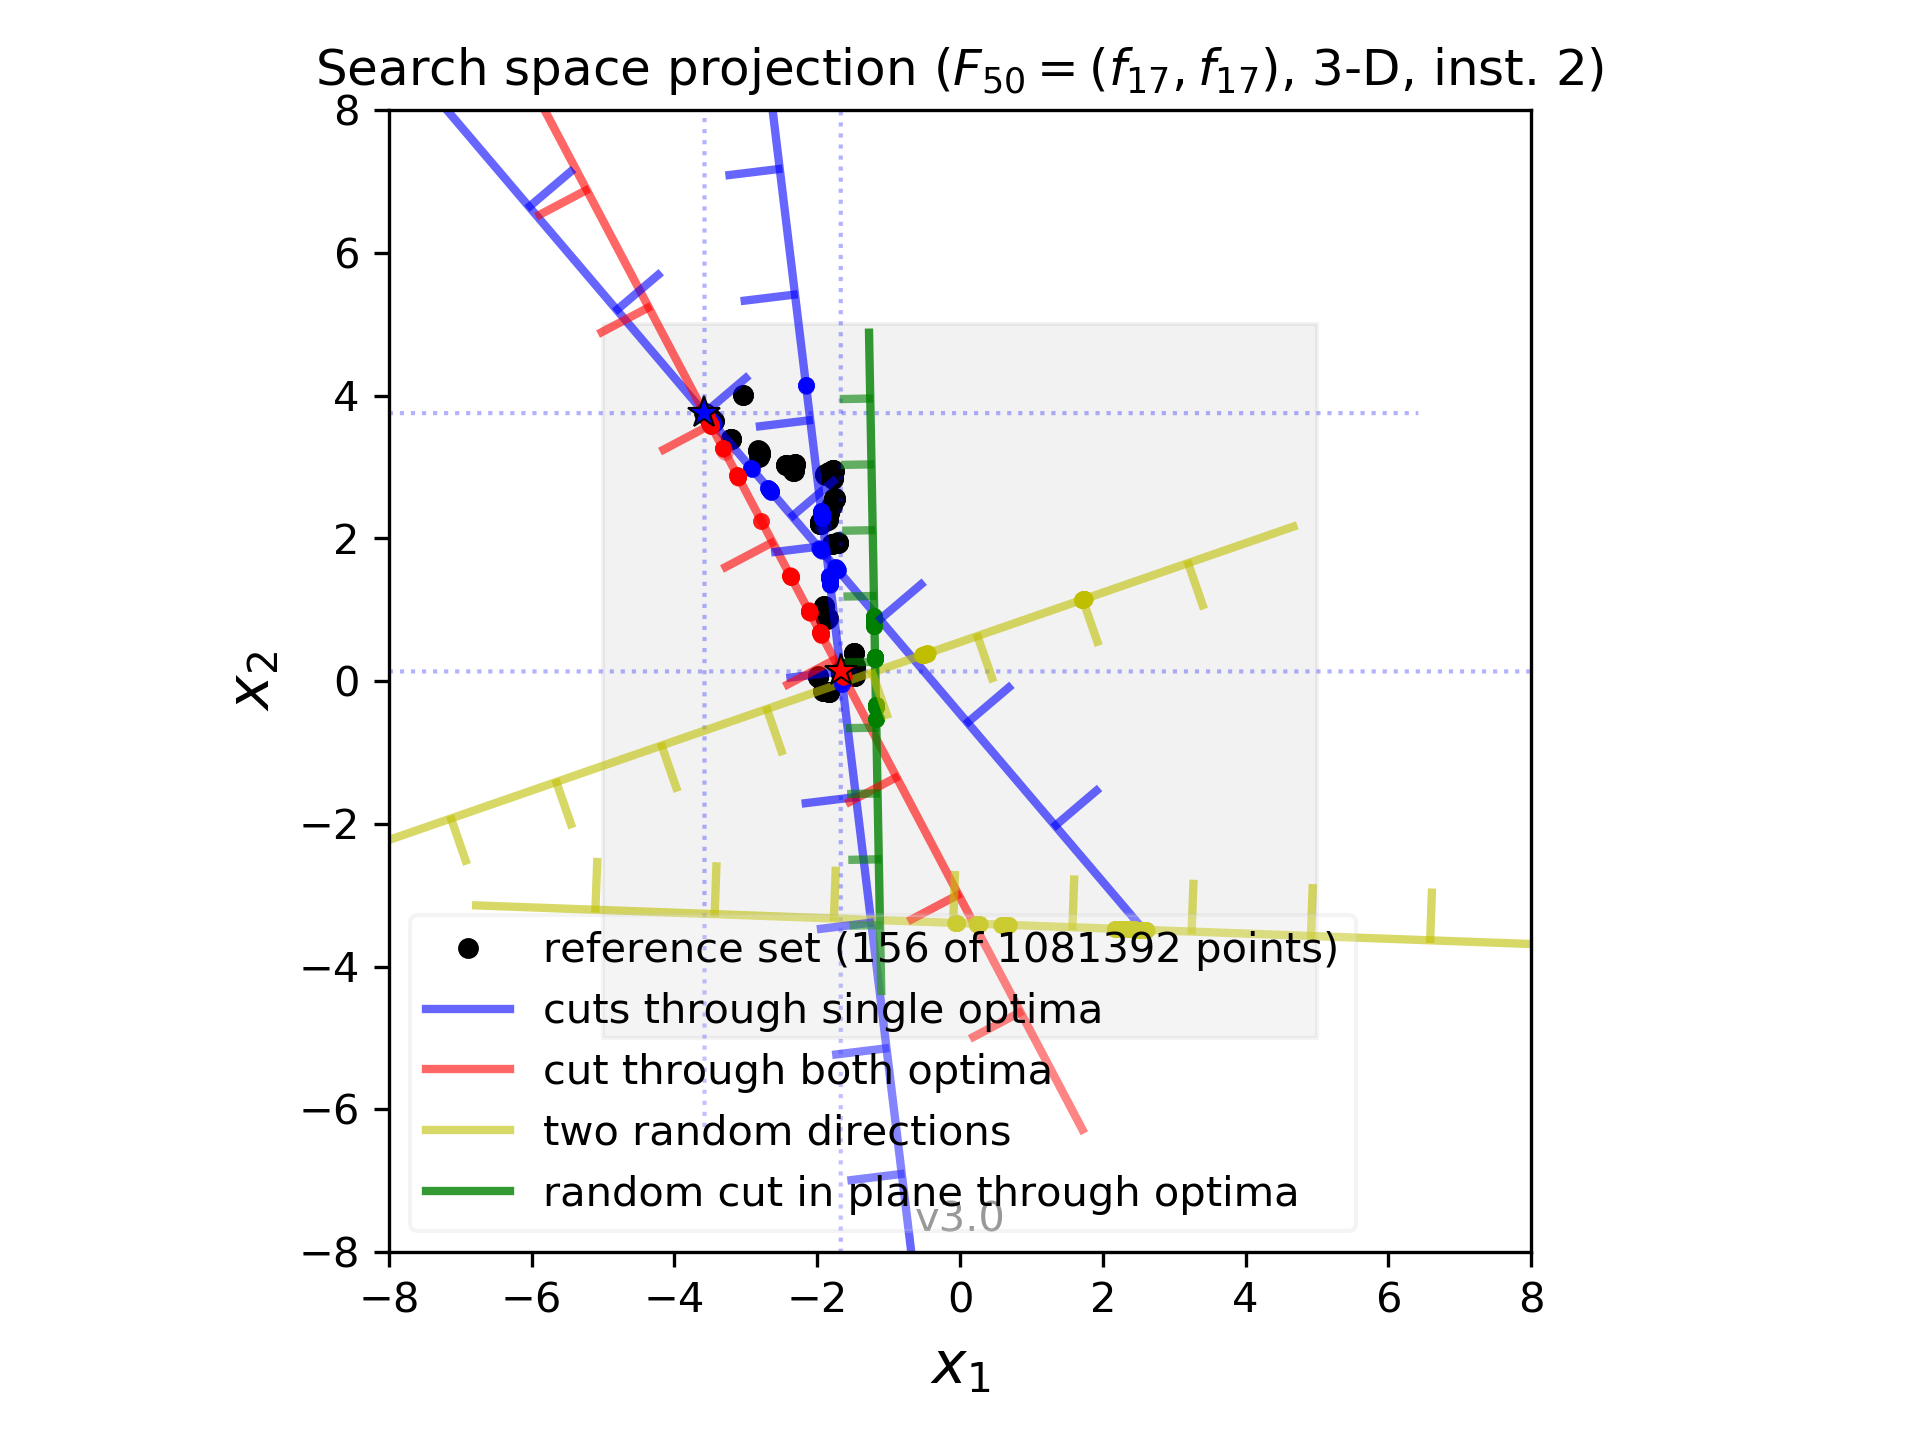 Search space projection (F50 = (f17, f17), 3-D, inst. 2)
8
6
4
2
0
−2
−4
−6
−8
x2
reference set (156 of 1081392 points)
cuts through single optima
cut through both optima
two random directions
random cut in plane through optima
v3.0
−8 −6 −4 −2 0 2 4 6 8
x1